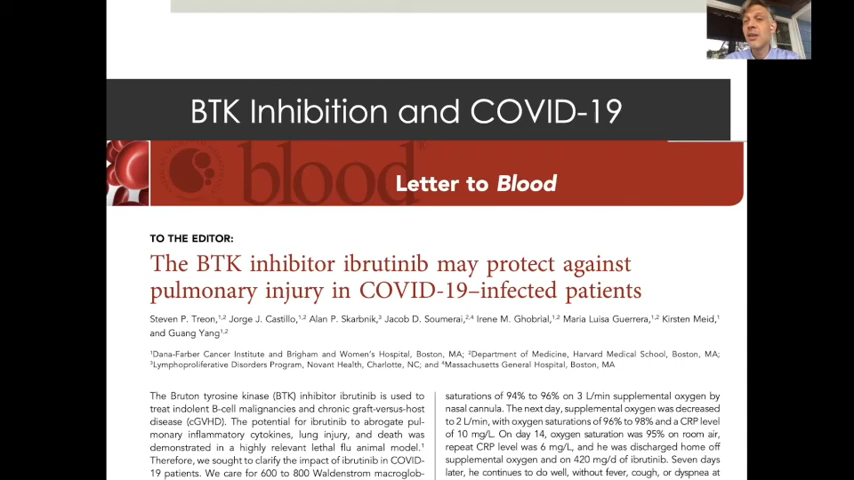 BTK Inhibition and COVID-19
blood
Letter to Blood
TO THE EDITOR:
The BTK inhibitor ibrutinib may protect against
pulmonary injury in COVID-19–infected patients
Steven P. Treon,1,2 Jorge J. Castillo,1,2 Alan P. Skarbnik,3 Jacob D. Soumerai,2,4 Irene M. Ghobrial,1,2 Maria Luisa Guerrera,1,2 Kirsten Meid,1
and Guang Yang1,2
1Dana-Farber Cancer Institute and Brigham and Women's Hospital, Boston, MA; 2Department of Medicine, Harvard Medical School, Boston, MA;
3Lymphoproliferative Disorders Program, Novant Health, Charlotte, NC; and 4Massachusetts General Hospital, Boston, MA
The Bruton tyrosine kinase (BTK) inhibitor ibrutinib is used to
treat indolent B-cell malignancies and chronic graft-versus-host
disease (cGVHD). The potential for ibrutinib to abrogate pul-
monary inflammatory cytokines, lung injury, and death was
demonstrated in a highly relevant lethal flu animal model.1
Therefore, we sought to clarify the impact of ibrutinib in COVID-
19 patients. We care for 600 to 800 Waldenstrom macroglob-
saturations of 94% to 96% on 3 L/min supplemental oxygen by
nasal cannula. The next day, supplemental oxygen was decreased
to 2 L/min, with oxygen saturations of 96% to 98% and a CRP level
of 10 mg/L. On day 14, oxygen saturation was 95% on room air,
repeat CRP level was 6 mg/L, and he was discharged home off
supplemental oxygen and on 420 mg/d of ibrutinib. Seven days
later, he continues to do well, without fever, cough, or dyspnea at